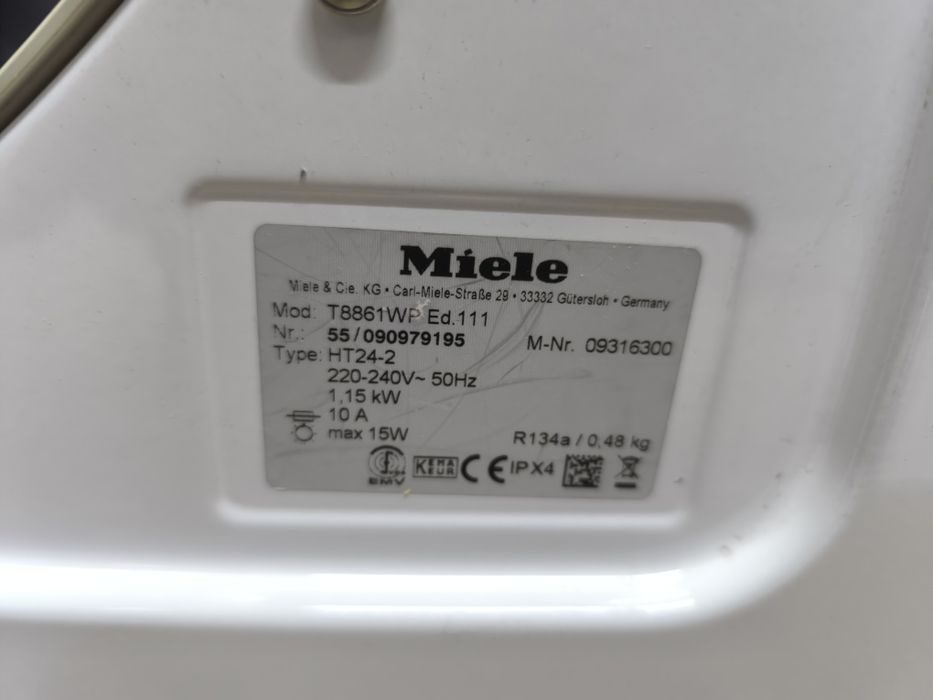 Miele
Miele & Cie. KG • Carl-Miele-Straße 29 • 33332 Gütersloh • Germany
Mod: T8861WP Ed.111
Nr.: 55/090979195 M-Nr. 09316300
Type: HT24-2
220-240V~ 50Hz
1,15 kW
10 A
max 15W R134a / 0,48 kg
EMV KEMA KEUR CE IPX4